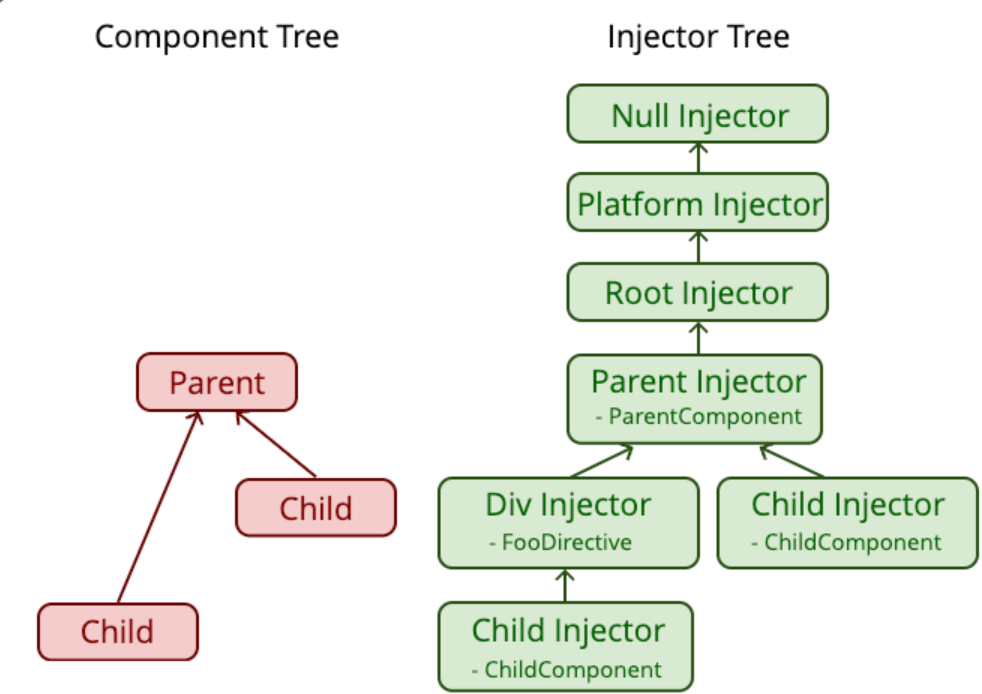 Component Tree
Injector Tree
Null Injector
Platform Injector
Root Injector
Parent
Parent Injector
- ParentComponent
Child
Div Injector
- FooDirective
Child Injector
- ChildComponent
Child
Child Injector
- ChildComponent